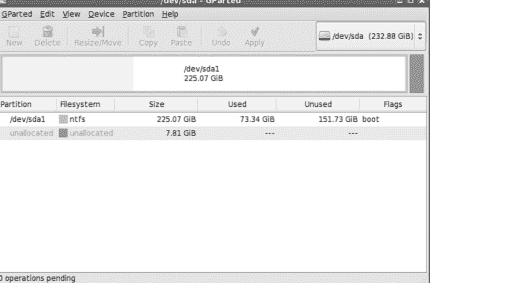 /dev/sda - GParted
GParted Edit View Device Partition Help
New Delete Resize/Move Copy Paste Undo Apply /dev/sda (232.88 GiB)
/dev/sda1
225.07 GiB
Partition Filesystem Size Used Unused Flags
/dev/sda1 ntfs 225.07 GiB 73.34 GiB 151.73 GiB boot
unallocated unallocated 7.81 GiB --- ---
0 operations pending